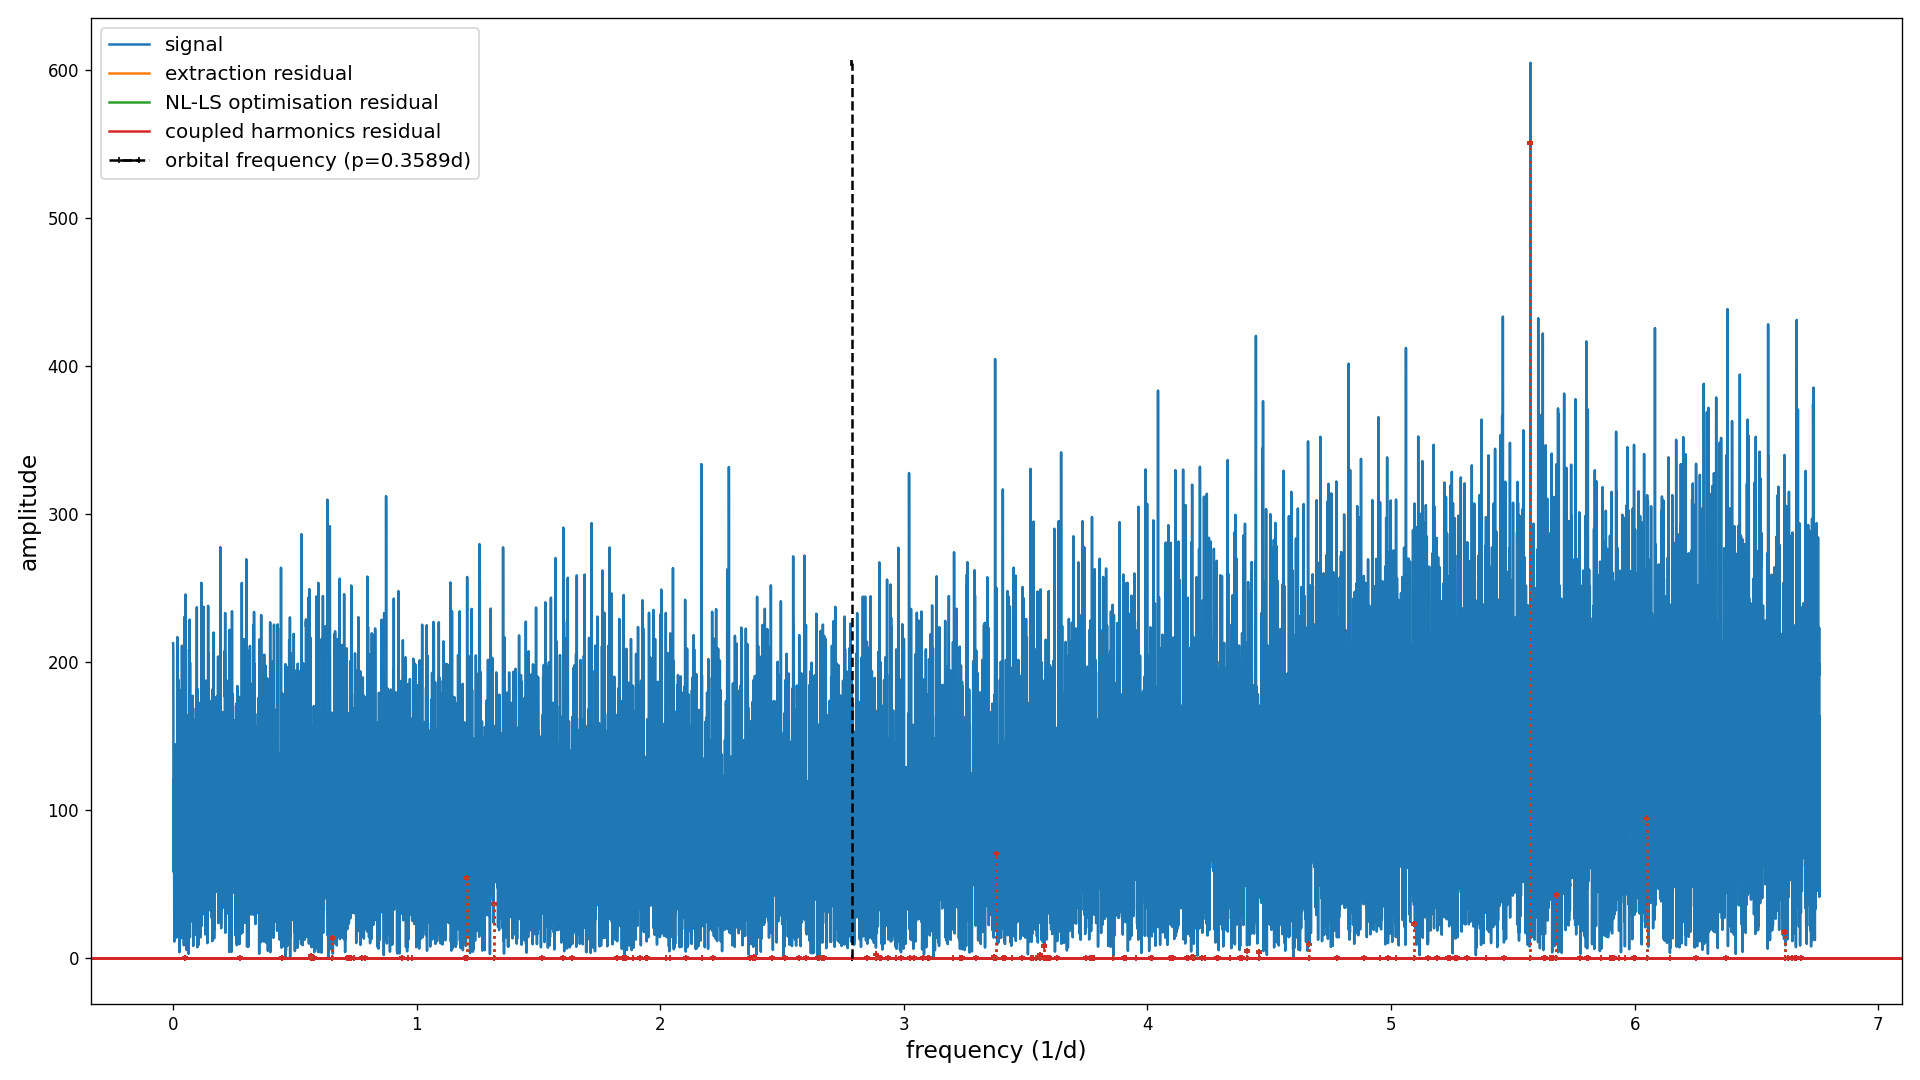 signal
extraction residual
NL-LS optimisation residual
coupled harmonics residual
orbital frequency (p=0.3589d)
600
500
400
300
200
100
0
amplitude
0 1 2 3 4 5 6 7
frequency (1/d)